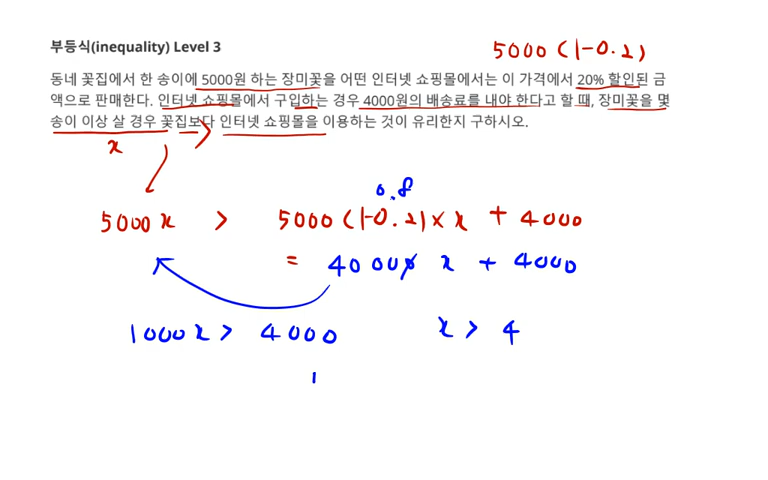 부등식(inequality) Level 3
5000 (1-0.2)
동네 꽃집에서 한 송이에 5000원 하는 장미꽃을 어떤 인터넷 쇼핑몰에서는 이 가격에서 20% 할인된 금
액으로 판매한다. 인터넷 쇼핑몰에서 구입하는 경우 4000원의 배송료를 내야 한다고 할 때, 장미꽃을 몇
송이 이상 살 경우 꽃집보다 인터넷 쇼핑몰을 이용하는 것이 유리한지 구하시오.
x >
0.8
5000x > 5000 (1-0.2) × x + 4000
= 4000 x + 4000
1000x > 4000 x > 4